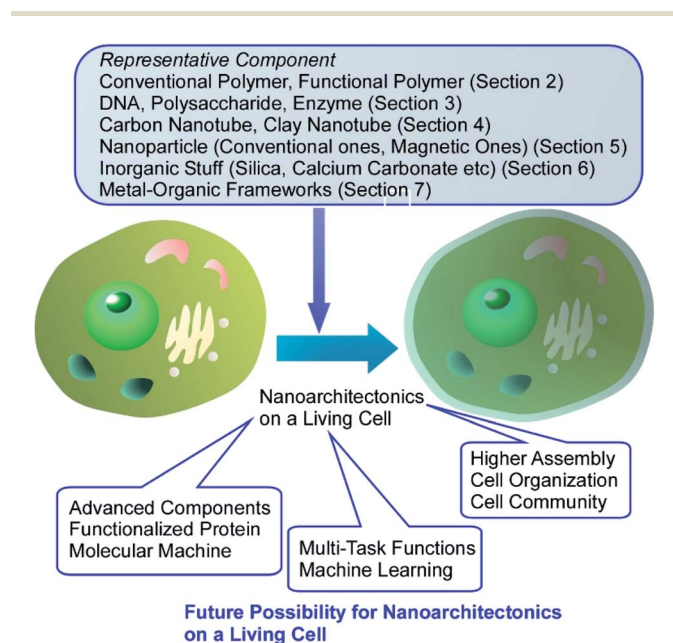 Representative Component
Conventional Polymer, Functional Polymer (Section 2)
DNA, Polysaccharide, Enzyme (Section 3)
Carbon Nanotube, Clay Nanotube (Section 4)
Nanoparticle (Conventional ones, Magnetic Ones) (Section 5)
Inorganic Stuff (Silica, Calcium Carbonate etc) (Section 6)
Metal-Organic Frameworks (Section 7)
Nanoarchitectonics
on a Living Cell
Higher Assembly
Cell Organization
Cell Community
Advanced Components
Functionalized Protein
Molecular Machine
Multi-Task Functions
Machine Learning
Future Possibility for Nanoarchitectonics
on a Living Cell